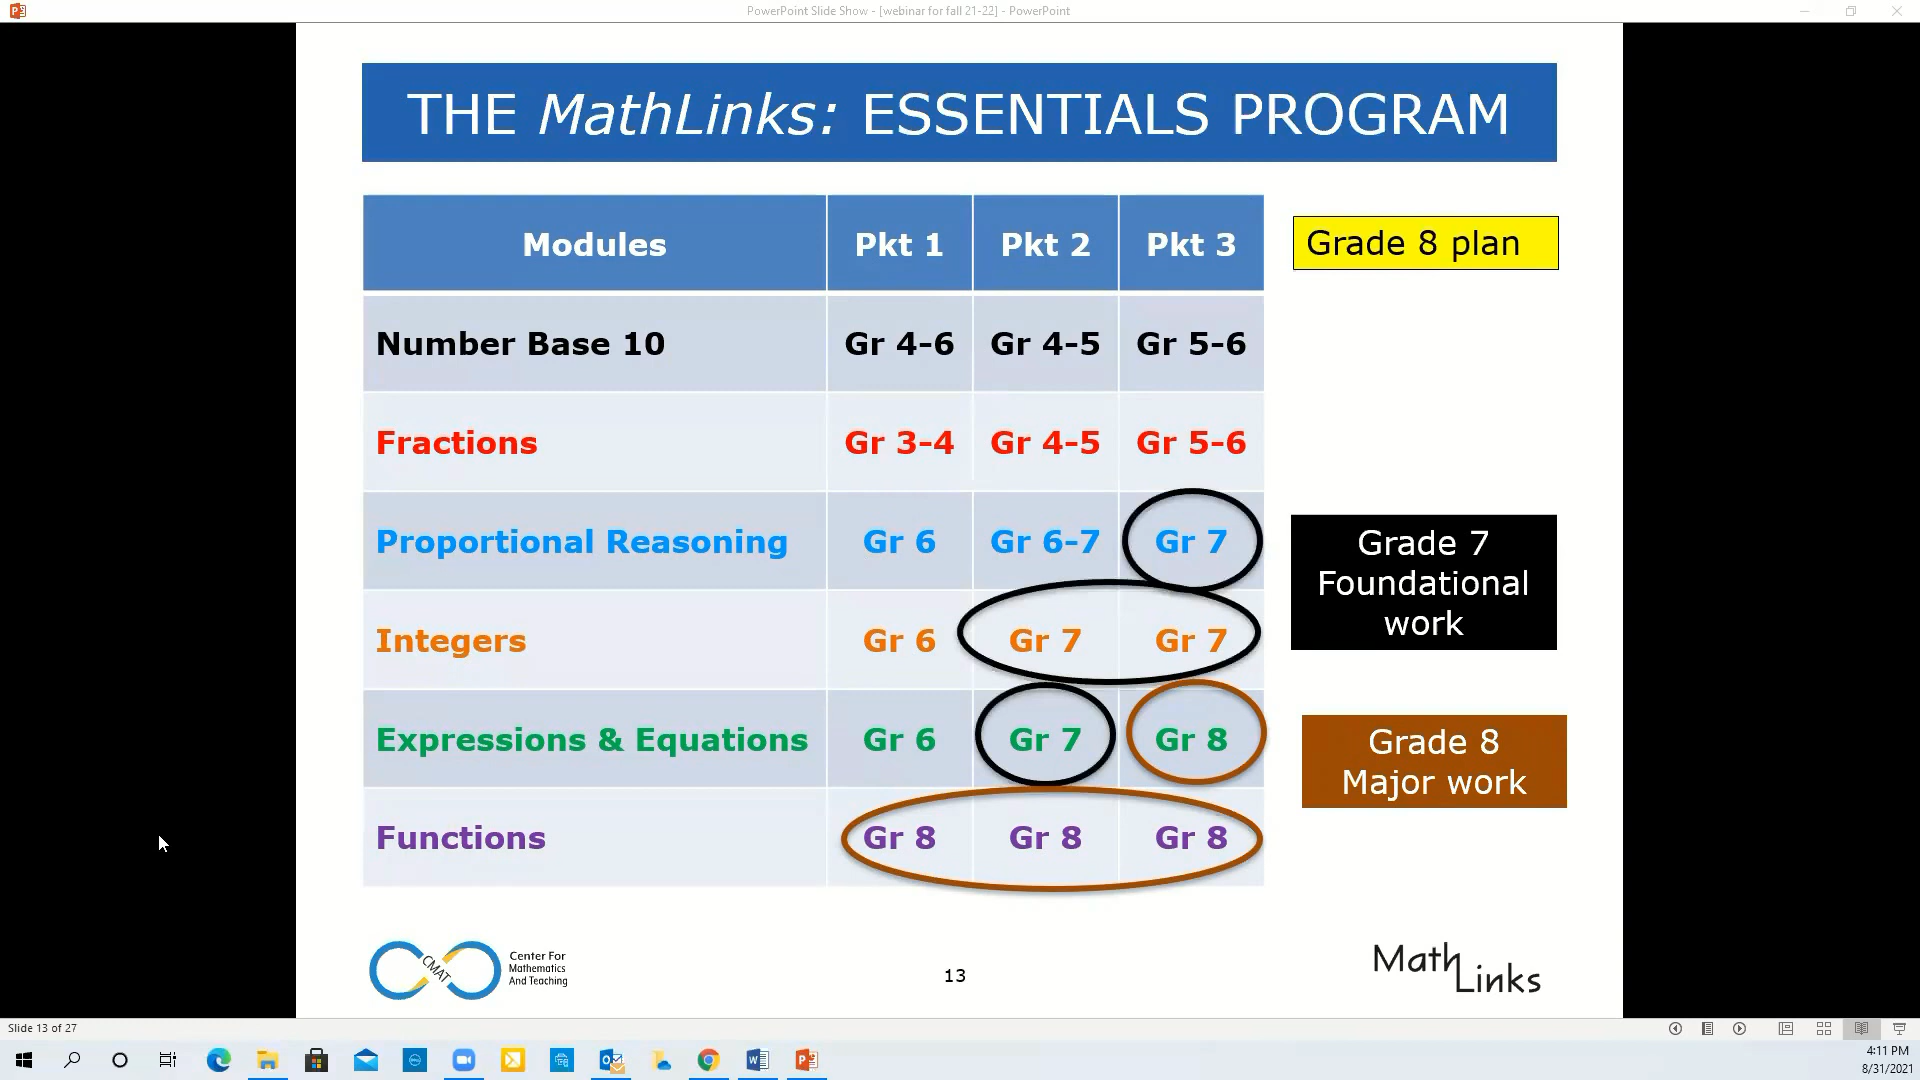 PowerPoint Slide Show - [webinar for fall 21-22] - PowerPoint
THE MathLinks: ESSENTIALS PROGRAM
Modules Pkt 1 Pkt 2 Pkt 3
Grade 8 plan
Number Base 10 Gr 4-6 Gr 4-5 Gr 5-6
Fractions Gr 3-4 Gr 4-5 Gr 5-6
Proportional Reasoning Gr 6 Gr 6-7 Gr 7
Grade 7
Foundational
work
Integers Gr 6 Gr 7 Gr 7
Expressions & Equations Gr 6 Gr 7 Gr 8
Grade 8
Major work
Functions Gr 8 Gr 8 Gr 8
CMAT
Center For
Mathematics
And Teaching
13
Math
Links
Slide 13 of 27
4:11 PM
8/31/2021